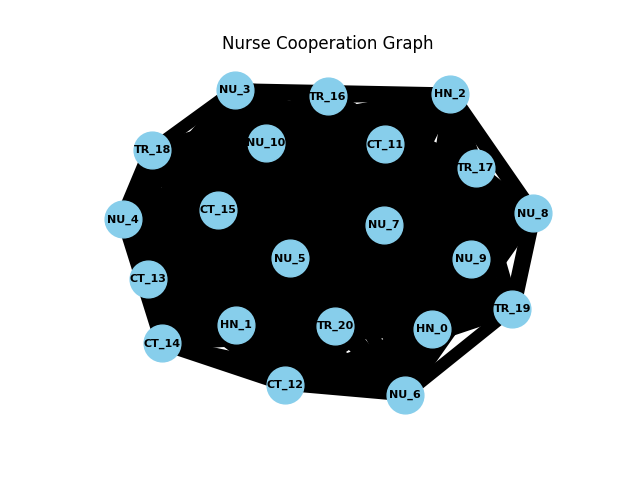 Nurse Cooperation Graph
NU_3
TR_16
HN_2
TR_18
NU_10
CT_11
TR_17
NU_4
CT_15
NU_7
NU_8
NU_5
NU_9
CT_13
TR_19
CT_14
HN_1
TR_20
HN_0
CT_12
NU_6